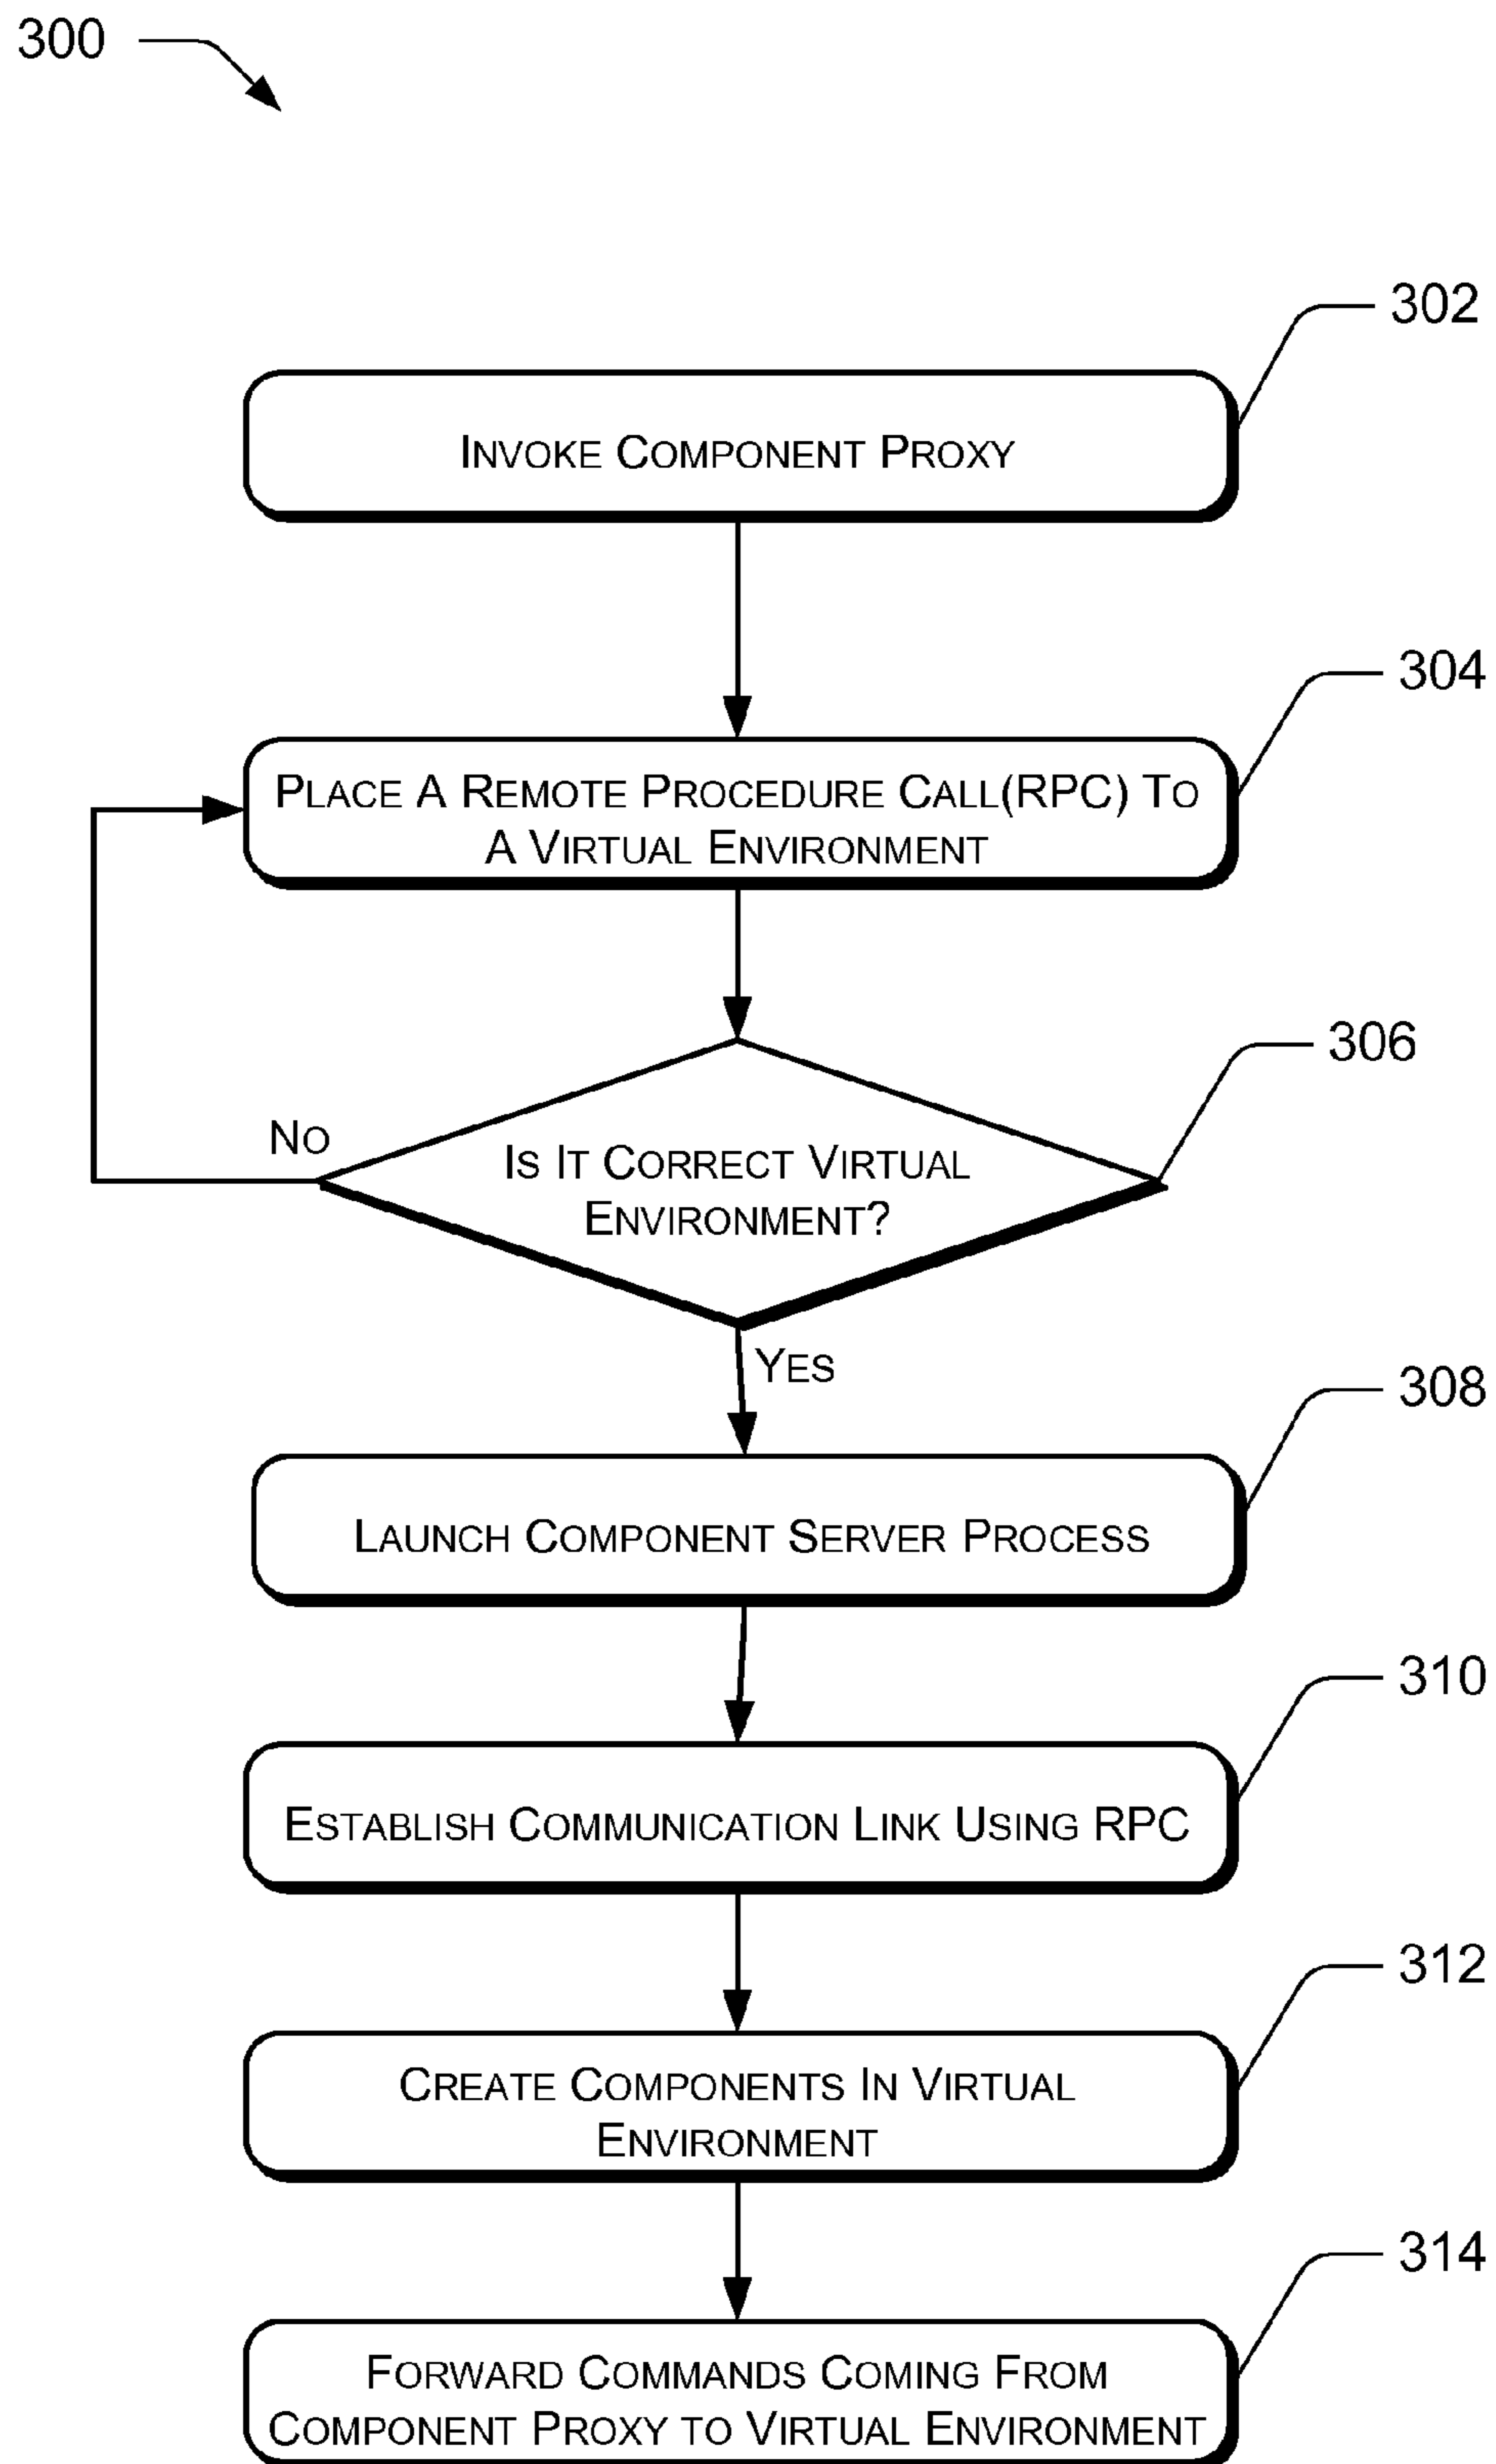 300
302
Invoke Component Proxy
304
Place A Remote Procedure Call(RPC) To
A Virtual Environment
306
No
Is It Correct Virtual
Environment?
Yes
308
Launch Component Server Process
310
Establish Communication Link Using RPC
312
Create Components In Virtual
Environment
314
Forward Commands Coming From
Component Proxy to Virtual Environment